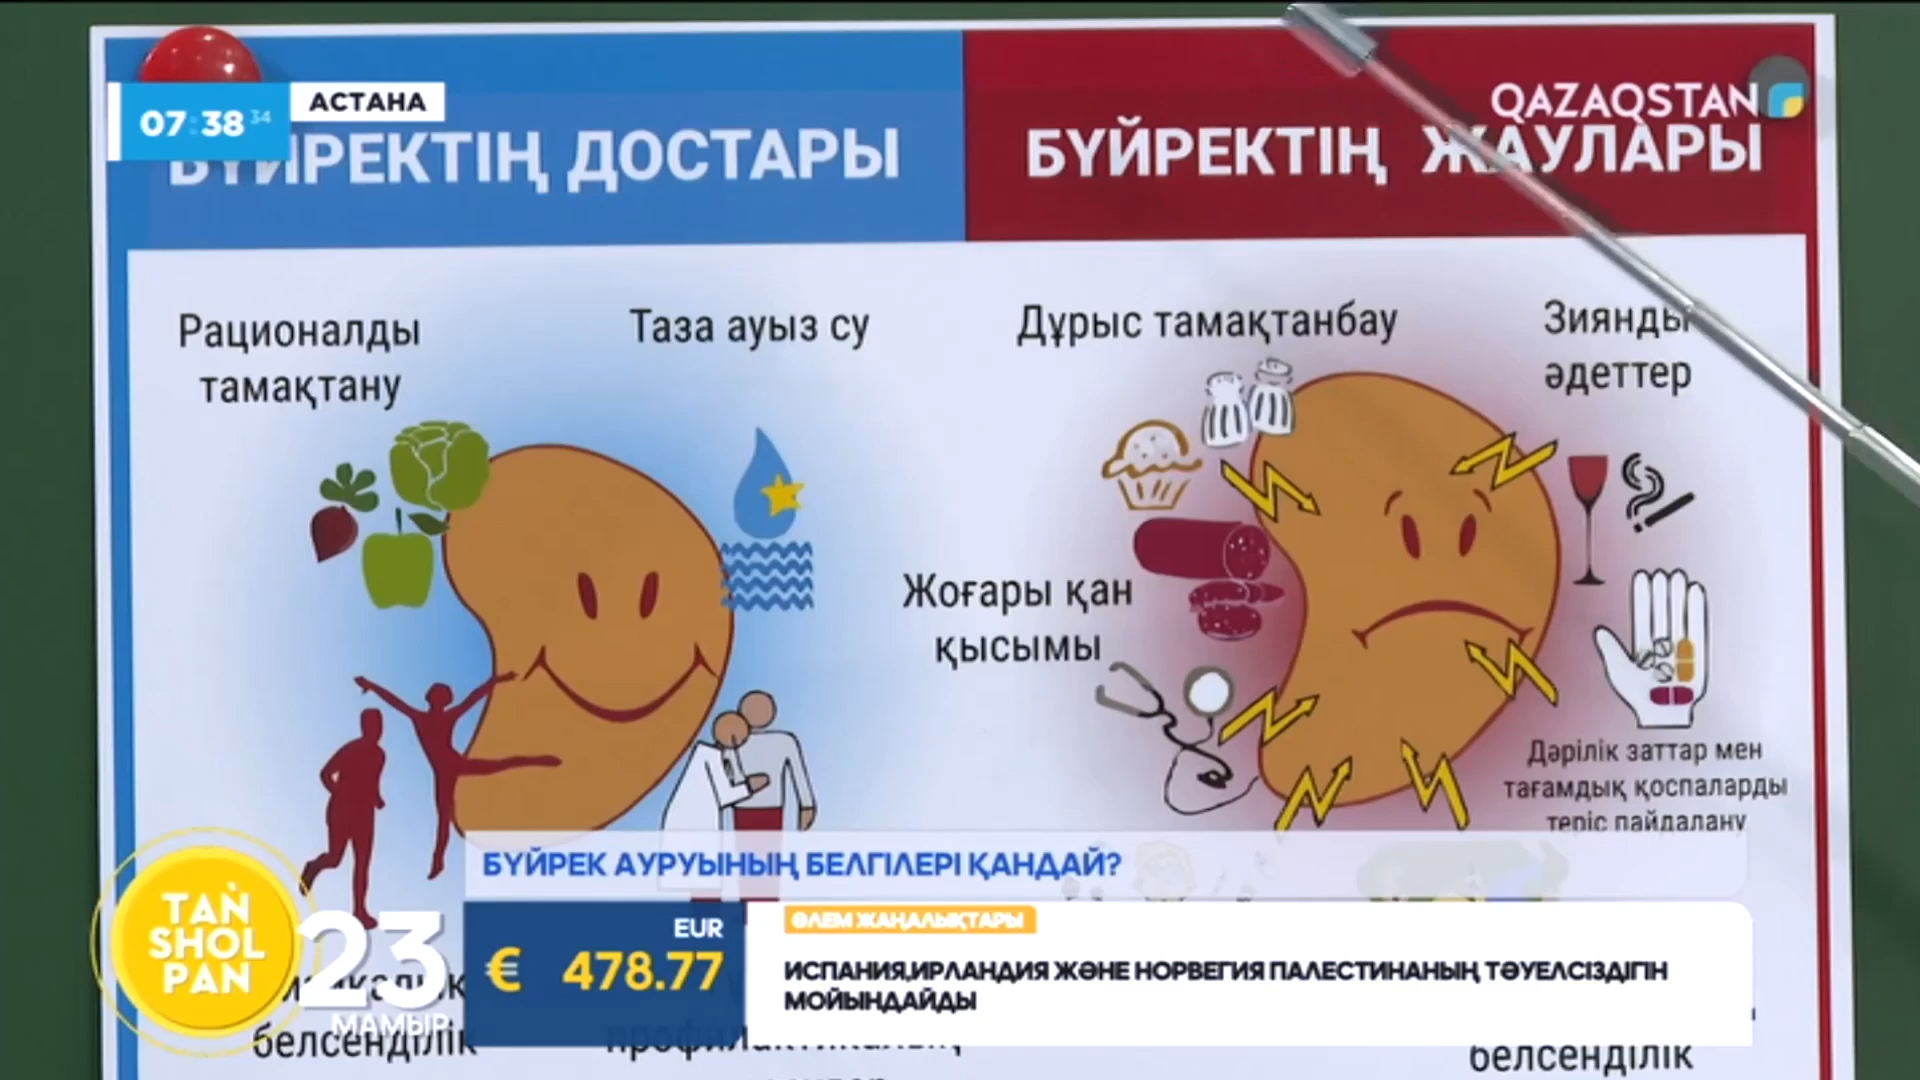 07:38 34
АСТАНА
QAZAQSTAN
БҮЙРЕКТІҢ ДОСТАРЫ
БҮЙРЕКТІҢ ЖАУЛАРЫ
Рационалды
тамақтану
Таза ауыз су
Дұрыс тамақтанбау
Зиянды
әдеттер
Жоғары қан
қысымы
Дәрілік заттар мен
тағамдық қоспаларды
теріс пайдалану
БҮЙРЕК АУРУЫНЫҢ БЕЛГІЛЕРІ ҚАНДАЙ?
TAŃ
SHOL
PAN
23
МАМЫР
EUR
€ 478.77
ӘЛЕМ ЖАҢАЛЫҚТАРЫ
ИСПАНИЯ,ИРЛАНДИЯ ЖӘНЕ НОРВЕГИЯ ПАЛЕСТИНАНЫҢ ТӘУЕЛСІЗДІГІН
МОЙЫНДАЙДЫ
белсенділік
белсенділік